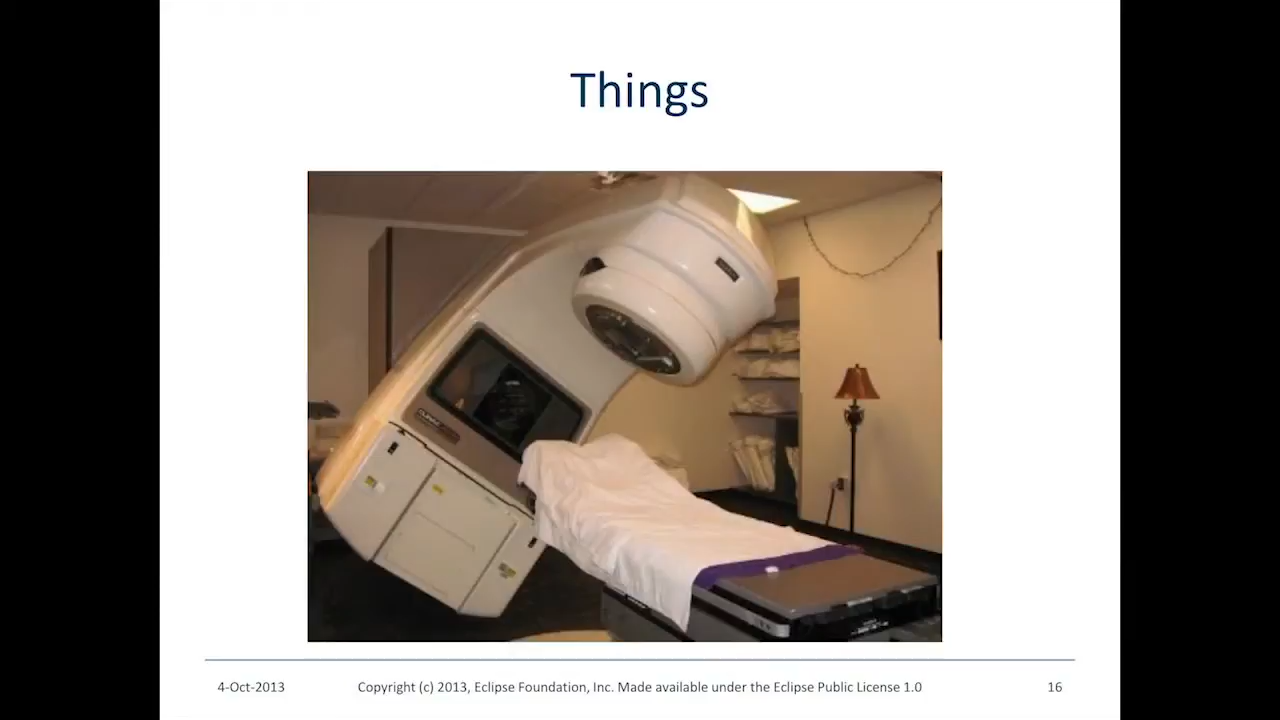 Things
4-Oct-2013
Copyright (c) 2013, Eclipse Foundation, Inc. Made available under the Eclipse Public License 1.0
16